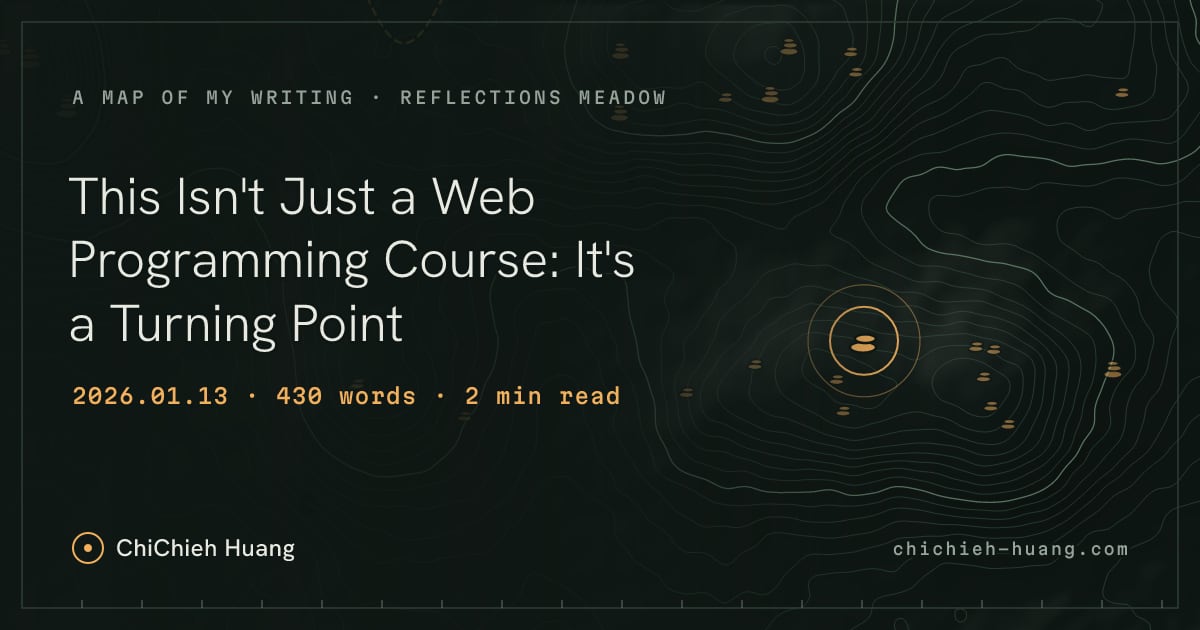 A MAP OF MY WRITING · REFLECTIONS MEADOW
This Isn't Just a Web
Programming Course: It's
a Turning Point
2026.01.13 · 430 words · 2 min read
ChiChieh Huang
chichieh-huang.com